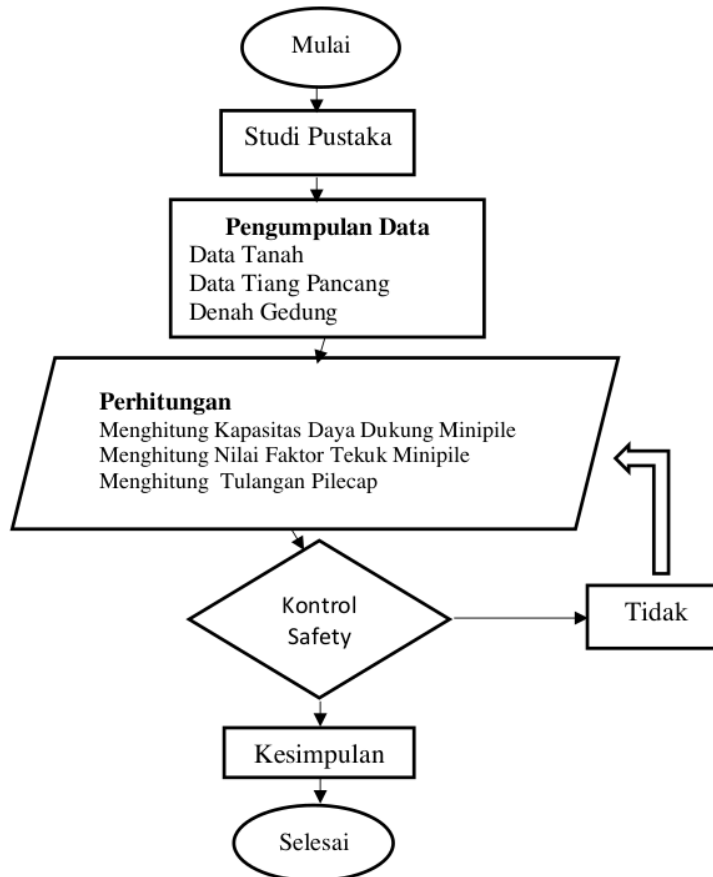 Mulai
Studi Pustaka
Pengumpulan Data
Data Tanah
Data Tiang Pancang
Denah Gedung
Perhitungan
Menghitung Kapasitas Daya Dukung Minipile
Menghitung Nilai Faktor Tekuk Minipile
Menghitung Tulangan Pilecap
Kontrol
Safety
Tidak
Kesimpulan
Selesai